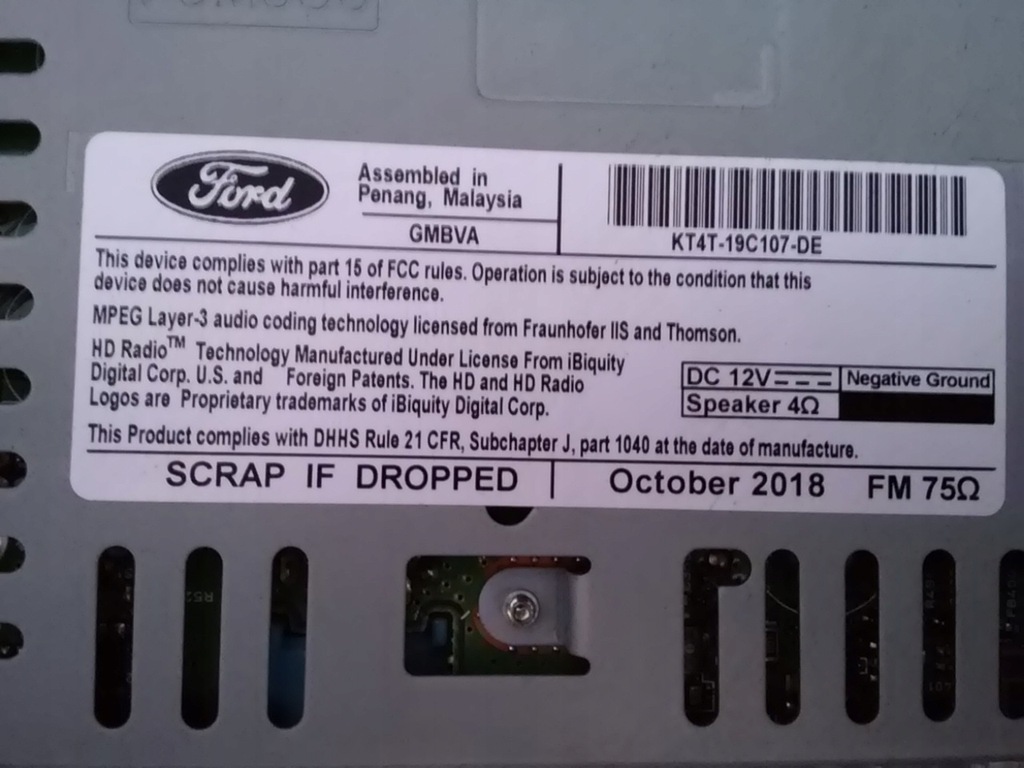 Ford
Assembled in
Penang, Malaysia
GMBVA
KT4T-19C107-DE
This device complies with part 15 of FCC rules. Operation is subject to the condition that this
device does not cause harmful interference.
MPEG Layer-3 audio coding technology licensed from Fraunhofer IIS and Thomson.
HD Radio™ Technology Manufactured Under License From iBiquity
Digital Corp. U.S. and Foreign Patents. The HD and HD Radio
Logos are Proprietary trademarks of iBiquity Digital Corp.
DC 12V
Negative Ground
Speaker 4Ω
This Product complies with DHHS Rule 21 CFR, Subchapter J, part 1040 at the date of manufacture.
SCRAP IF DROPPED
October 2018
FM 75Ω